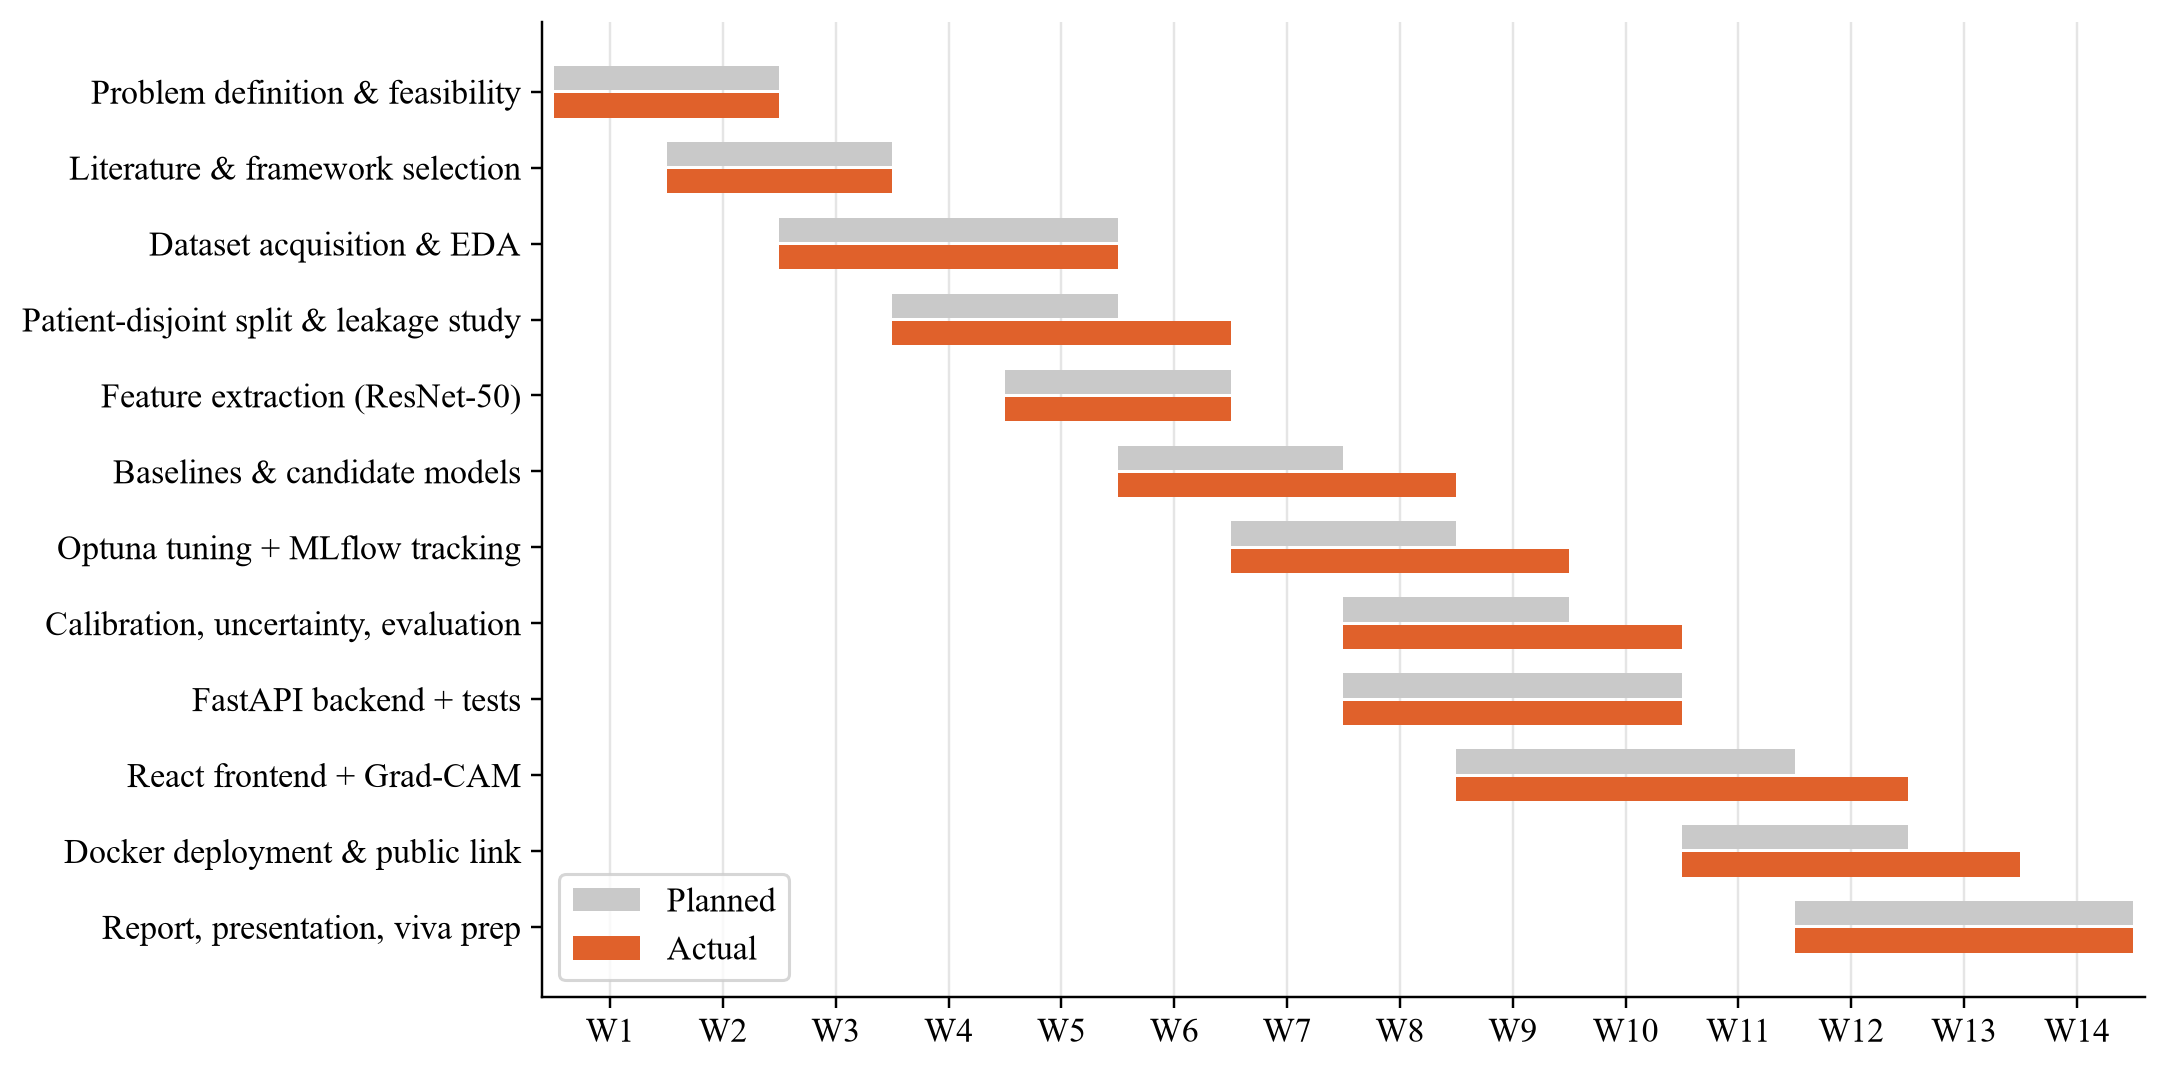 Problem definition & feasibility
Literature & framework selection
Dataset acquisition & EDA
Patient-disjoint split & leakage study
Feature extraction (ResNet-50)
Baselines & candidate models
Optuna tuning + MLflow tracking
Calibration, uncertainty, evaluation
FastAPI backend + tests
React frontend + Grad-CAM
Docker deployment & public link
Report, presentation, viva prep
Planned
Actual
W1 W2 W3 W4 W5 W6 W7 W8 W9 W10 W11 W12 W13 W14